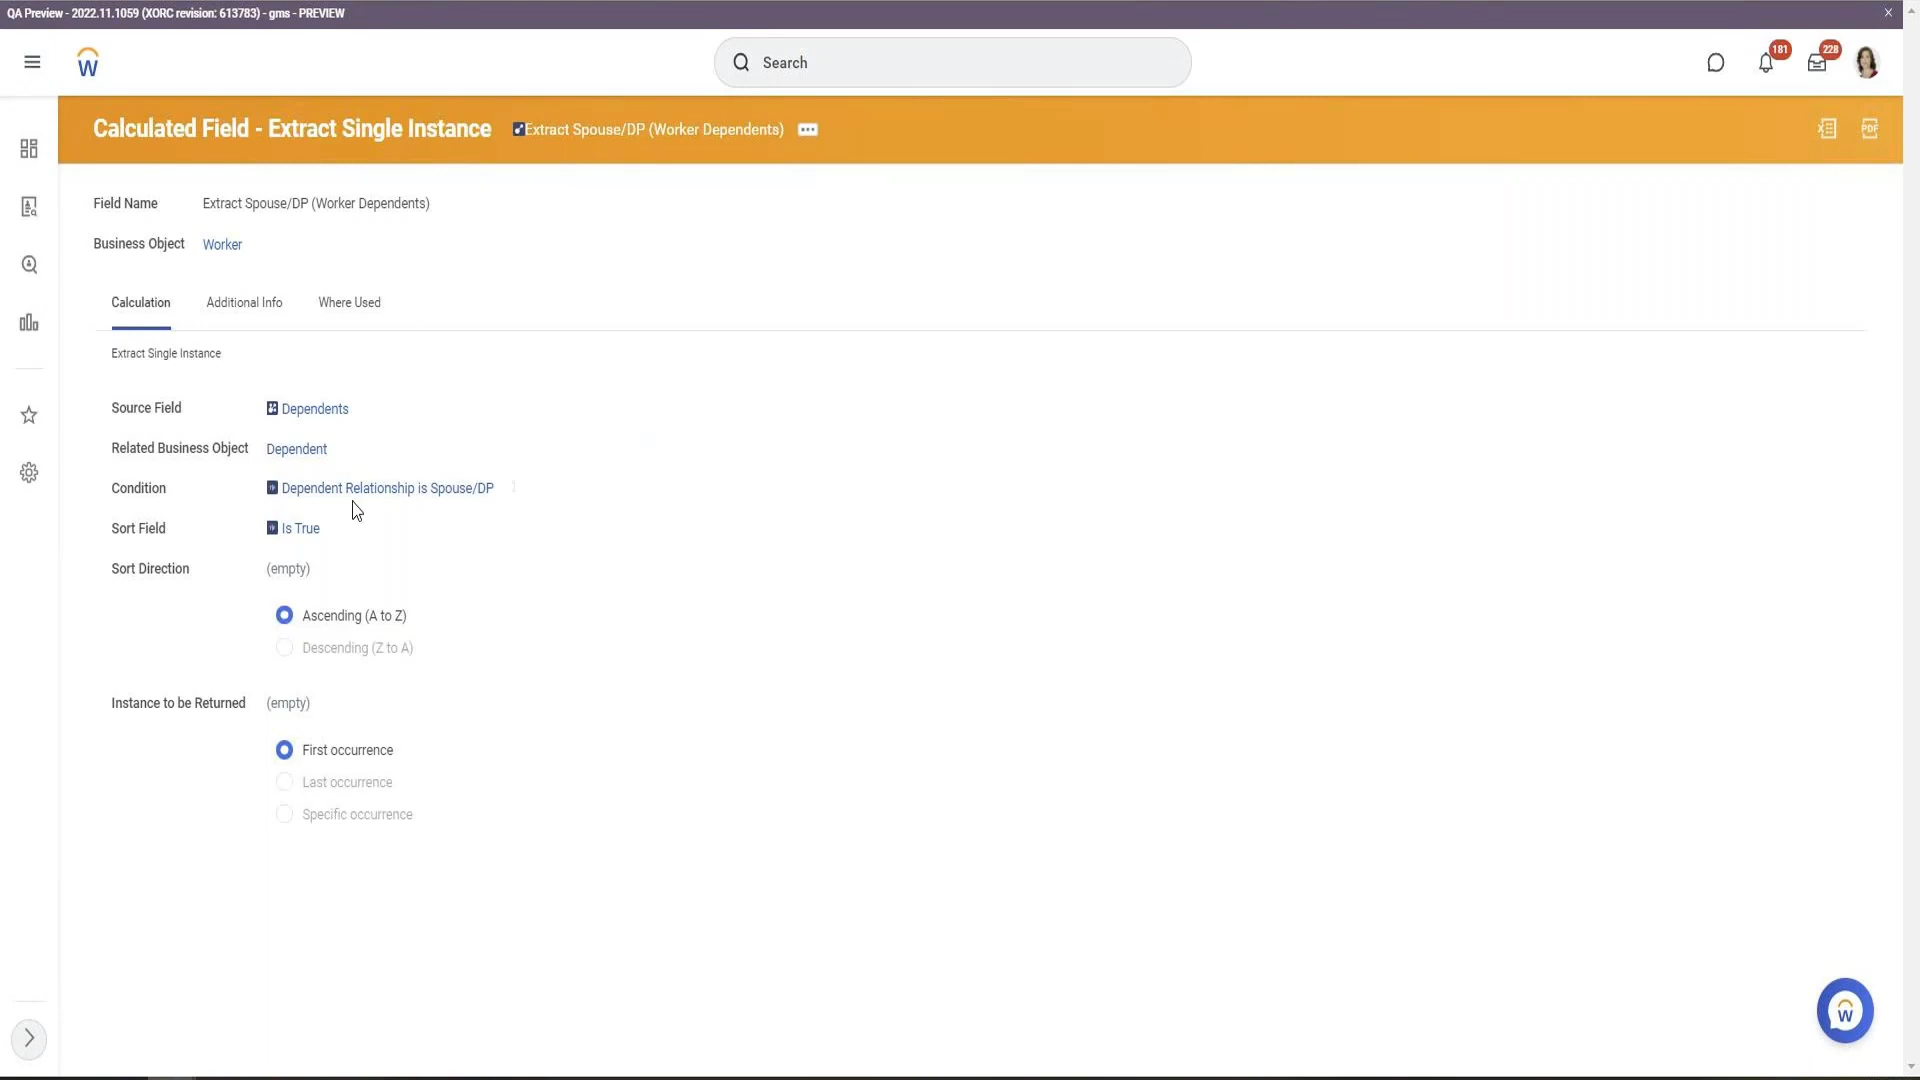 QA Preview - 2022.11.1059 (XORC revision: 613783) - gms - PREVIEW
Search
181
228
Calculated Field - Extract Single Instance
Extract Spouse/DP (Worker Dependents)
PDF
Field Name Extract Spouse/DP (Worker Dependents)
Business Object Worker
Calculation Additional Info Where Used
Extract Single Instance
Source Field Dependents
Related Business Object Dependent
Condition Dependent Relationship is Spouse/DP
Sort Field Is True
Sort Direction (empty)
Ascending (A to Z)
Descending (Z to A)
Instance to be Returned (empty)
First occurrence
Last occurrence
Specific occurrence